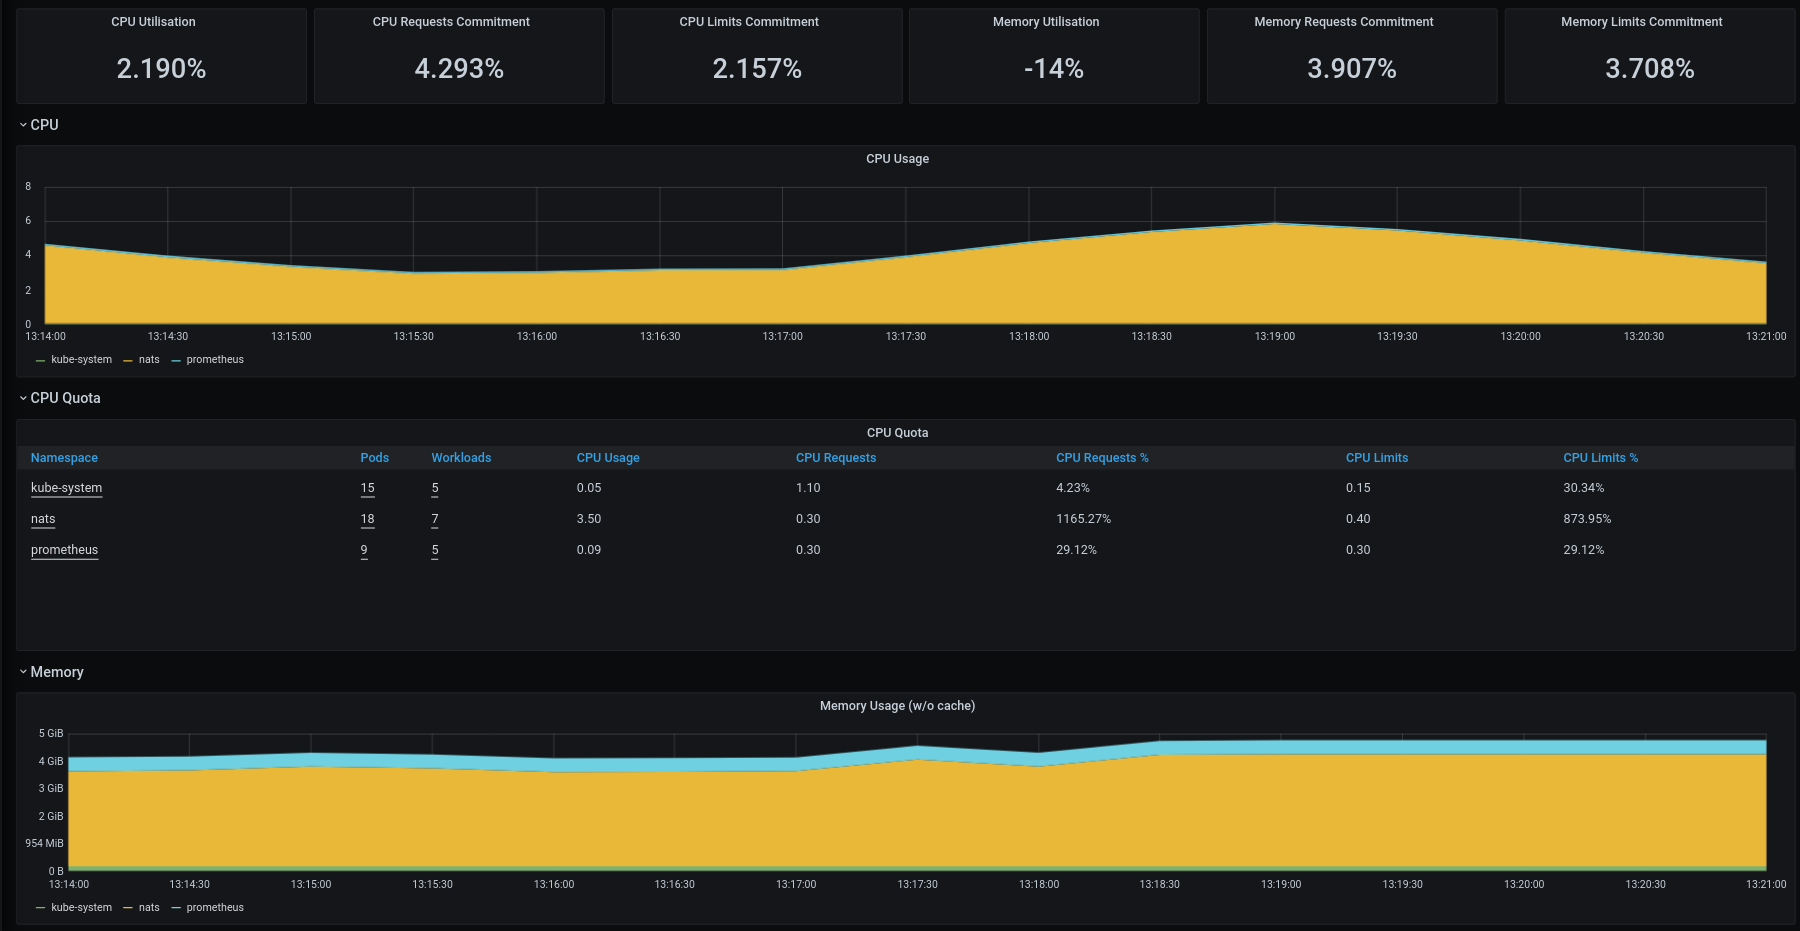 CPU Utilisation CPU Requests Commitment CPU Limits Commitment Memory Utilisation Memory Requests Commitment Memory Limits Commitment
2.190% 4.293% 2.157% -14% 3.907% 3.708%
CPU
CPU Usage
8
6
4
2
0
13:14:00 13:14:30 13:15:00 13:15:30 13:16:00 13:16:30 13:17:00 13:17:30 13:18:00 13:18:30 13:19:00 13:19:30 13:20:00 13:20:30 13:21:00
kube-system nats prometheus
CPU Quota
CPU Quota
Namespace Pods Workloads CPU Usage CPU Requests CPU Requests % CPU Limits CPU Limits %
kube-system 15 5 0.05 1.10 4.23% 0.15 30.34%
nats 18 7 3.50 0.30 1165.27% 0.40 873.95%
prometheus 9 5 0.09 0.30 29.12% 0.30 29.12%
Memory
Memory Usage (w/o cache)
5 GiB
4 GiB
3 GiB
2 GiB
954 MiB
0 B
13:14:00 13:14:30 13:15:00 13:15:30 13:16:00 13:16:30 13:17:00 13:17:30 13:18:00 13:18:30 13:19:00 13:19:30 13:20:00 13:20:30 13:21:00
kube-system nats prometheus